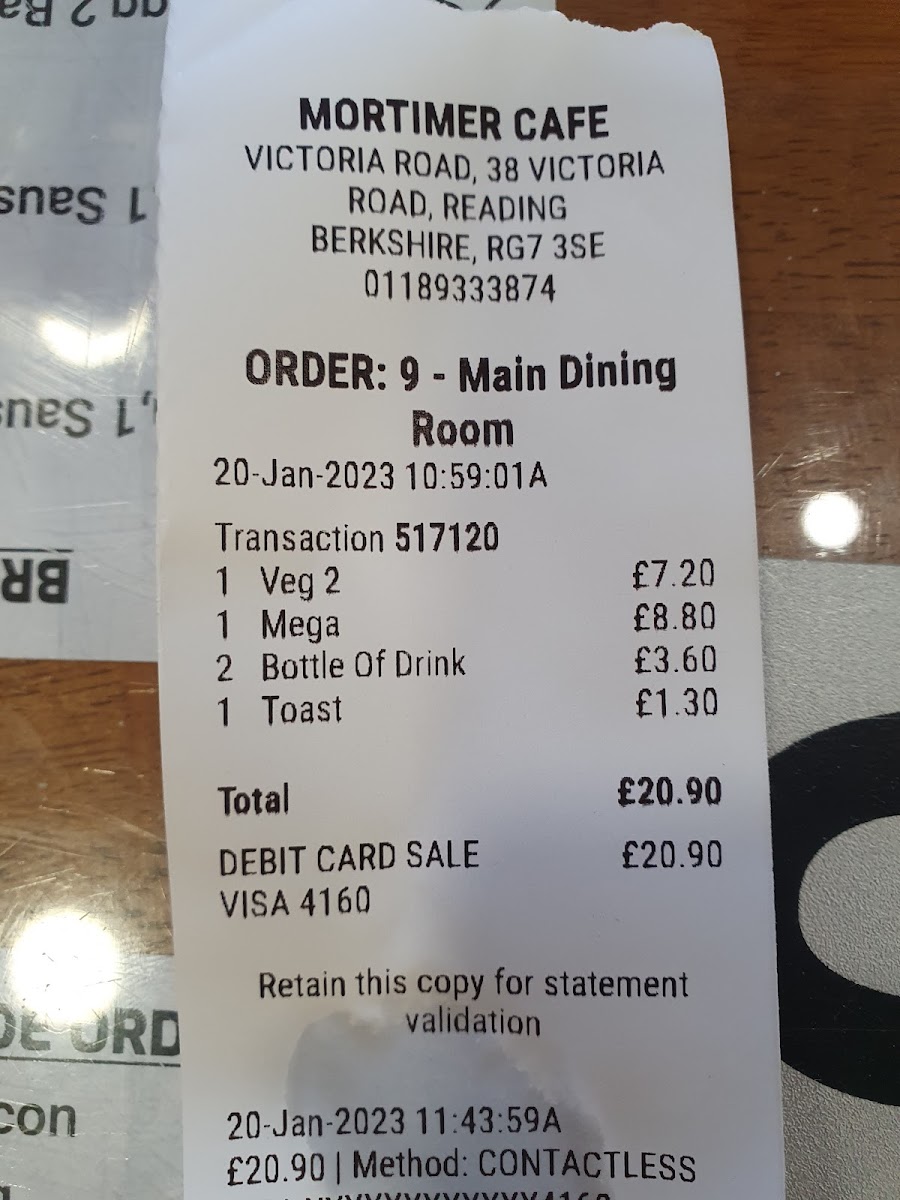 MORTIMER CAFE
VICTORIA ROAD, 38 VICTORIA
ROAD, READING
BERKSHIRE, RG7 3SE
01189333874
ORDER: 9 - Main Dining
Room
20-Jan-2023 10:59:01A
Transaction 517120
1 Veg 2 £7.20
1 Mega £8.80
2 Bottle Of Drink £3.60
1 Toast £1.30
Total £20.90
DEBIT CARD SALE £20.90
VISA 4160
Retain this copy for statement
validation
20-Jan-2023 11:43:59A
£20.90 | Method: CONTACTLESS